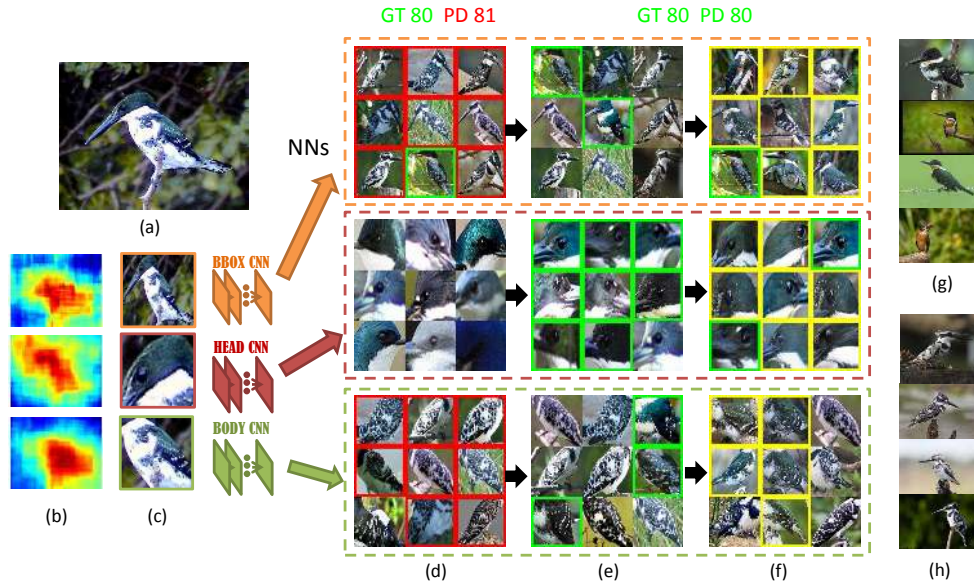 GT 80 PD 81
GT 80 PD 80
NNs
(a)
BBOX CNN
HEAD CNN
BODY CNN
(b)
(c)
(d)
(e)
(f)
(g)
(h)